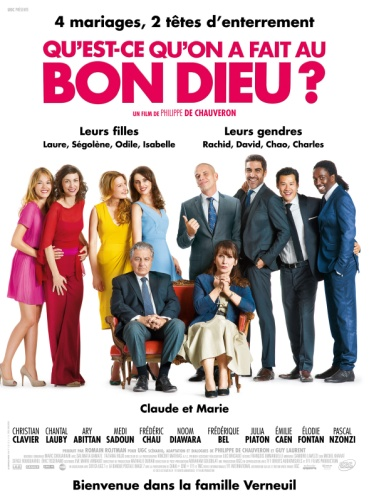 4 mariages, 2 têtes d'enterrement
QU'EST-CE QU'ON A FAIT AU
BON DIEU ?
UN FILM DE PHILIPPE DE CHAUVERON
Leurs filles
Laure, Ségolène, Odile, Isabelle
Leurs gendres
Rachid, David, Chao, Charles
Claude et Marie
CHRISTIAN CLAVIER
CHANTAL LAUBY
ARY ABITTAN
MEDI SADOUN
FRÉDÉRIC CHAU
NOOM DIAWARA
FRÉDÉRIQUE BEL
JULIA PIATON
ÉMILIE CAEN
ÉLODIE FONTAN
PASCAL NZONZI
Bienvenue dans la famille Verneuil